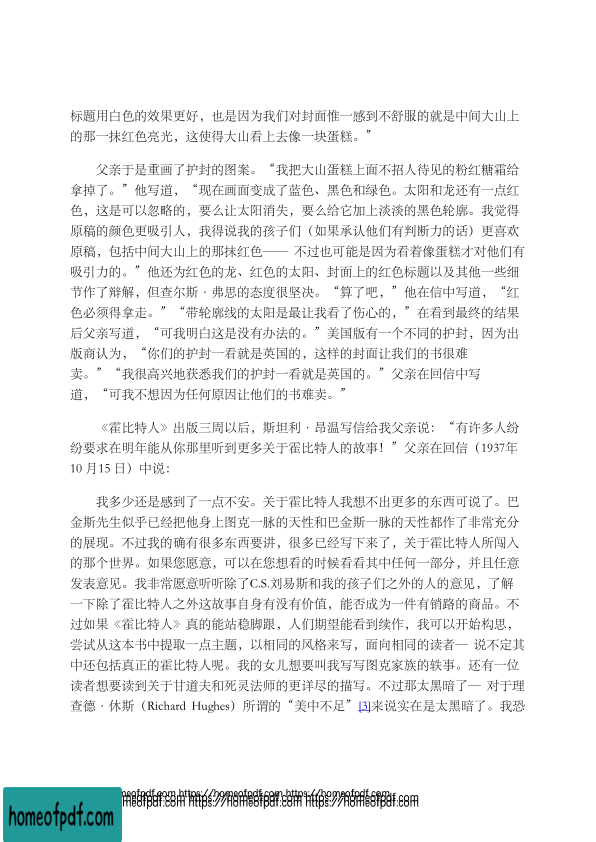 标题用白色的效果更好，也是因为我们对封面惟一感到不舒服的就是中间大山上
的那一抹红色亮光，这使得大山看上去像一块蛋糕。”
父亲于是重画了护封的图案。“我把大山蛋糕上面不招人待见的粉红糖霜给
拿掉了。”他写道，“现在画面变成了蓝色、黑色和绿色。太阳和龙还有一点红
色，这是可以忽略的，要么让太阳消失，要么给它加上淡淡的黑色轮廓。我觉得
原稿的颜色更吸引人，我得说我的孩子们（如果承认他们有判断力的话）更喜欢
原稿，包括中间大山上的那抹红色—— 不过也可能是因为看着像蛋糕才对他们有
吸引力的。”他还为红色的龙、红色的太阳、封面上的红色标题以及其他一些细
节作了辩解，但查尔斯·弗思的态度很坚决。“算了吧，”他在信中写道，“红
色必须得拿走。”“带轮廓线的太阳是最让我看了伤心的，”在看到最终的结果
后父亲写道，“可我明白这是没有办法的。”美国版有一个不同的护封，因为出
版商认为，“你们的护封一看就是英国的，这样的封面让我们的书很难
卖。”“我很高兴地获悉我们的护封一看就是英国的。”父亲在回信中写
道，“可我不想因为任何原因让他们的书难卖。”
《霍比特人》出版三周以后，斯坦利·昂温写信给我父亲说：“有许多人纷
纷要求在明年能从你那里听到更多关于霍比特人的故事！”父亲在回信（1937年
10 月15 日）中说：
我多少还是感到了一点不安。关于霍比特人我想不出更多的东西可说了。巴
金斯先生似乎已经把他身上图克一脉的天性和巴金斯一脉的天性都作了非常充分
的展现。不过我的确有很多东西要讲，很多已经写下来了，关于霍比特人所闯入
的那个世界。如果您愿意，可以在您想看的时候看看其中任何一部分，并且任意
发表意见。我非常愿意听听除了C.S.刘易斯和我的孩子们之外的人的意见，了解
一下除了霍比特人之外这故事自身有没有价值，能否成为一件有销路的商品。不
过如果《霍比特人》真的能站稳脚跟，人们期望能看到续作，我可以开始构思，
尝试从这本书中提取一点主题，以相同的风格来写，面向相同的读者— 说不定其
中还包括真正的霍比特人呢。我的女儿想要叫我写写图克家族的轶事。还有一位
读者想要读到关于甘道夫和死灵法师的更详尽的描写。不过那太黑暗了— 对于理
查德·休斯（Richard Hughes）所谓的“美中不足”[3]来说实在是太黑暗了。我恐
homeofpdf.com https://homeofpdf.com https://homeofpdf.com
homeofpdf.com https://homeofpdf.com https://homeofpdf.com
homeofpdf.com